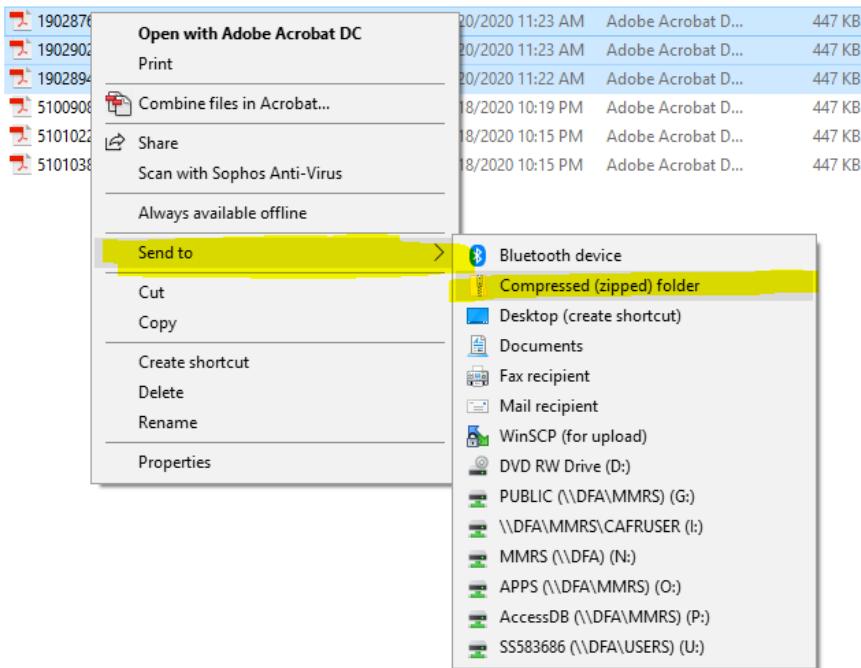 1902876 20/2020 11:23 AM Adobe Acrobat D... 447 KB
190290 20/2020 11:23 AM Adobe Acrobat D... 447 KB
190289 20/2020 11:22 AM Adobe Acrobat D... 447 KB
510090 18/2020 10:19 PM Adobe Acrobat D... 447 KB
510102 18/2020 10:15 PM Adobe Acrobat D... 447 KB
510103 18/2020 10:15 PM Adobe Acrobat D... 447 KB
Open with Adobe Acrobat DC
Print
Combine files in Acrobat...
Share
Scan with Sophos Anti-Virus
Always available offline
Send to
Cut
Copy
Create shortcut
Delete
Rename
Properties
Bluetooth device
Compressed (zipped) folder
Desktop (create shortcut)
Documents
Fax recipient
Mail recipient
WinSCP (for upload)
DVD RW Drive (D:)
PUBLIC (\\DFA\MMRS) (G:)
\\DFA\MMRS\CAFRUSER (I:)
MMRS (\\DFA) (N:)
APPS (\\DFA\MMRS) (O:)
AccessDB (\\DFA\MMRS) (P:)
SS583686 (\\DFA\USERS) (U:)